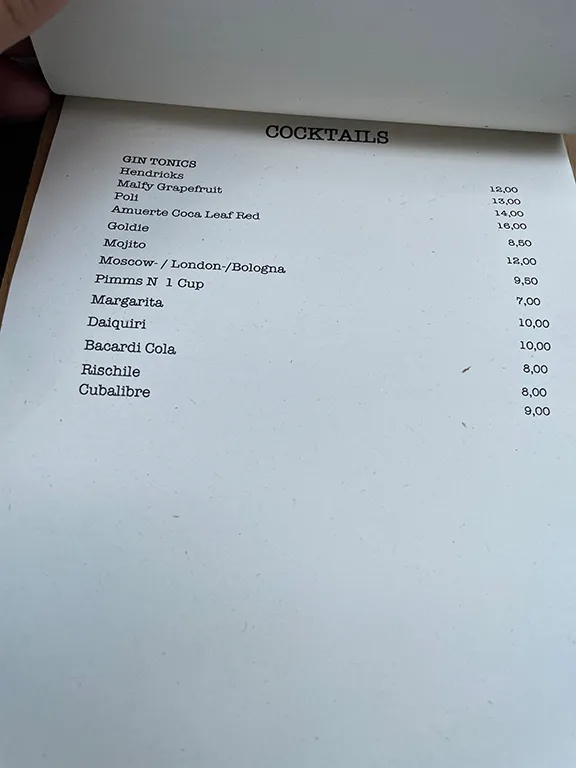 COCKTAILS
GIN TONICS
Hendricks 12,00
Malfy Grapefruit 13,00
Poli 14,00
Amuerte Coca Leaf Red 16,00
Goldie 8,50
Mojito 12,00
Moscow- / London-/Bologna 9,50
Pimms N 1 Cup 7,00
Margarita 10,00
Daiquiri 10,00
Bacardi Cola 8,00
Rischile 8,00
Cubalibre 9,00